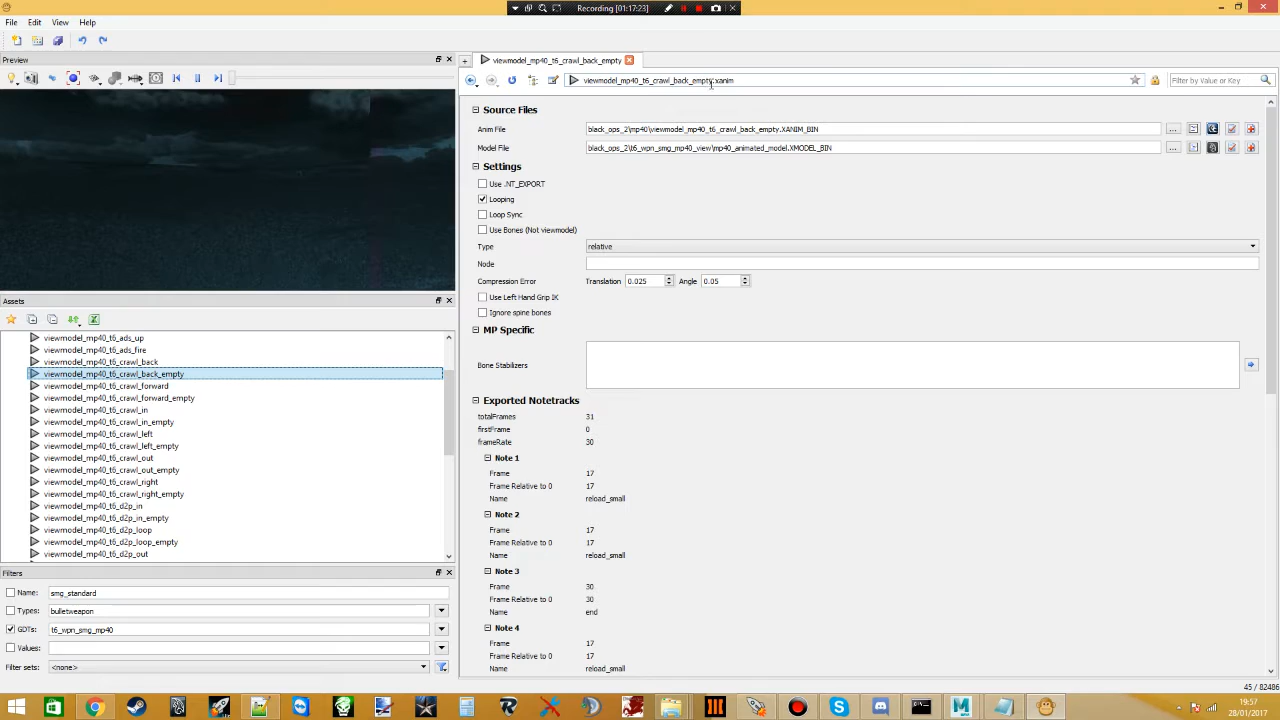 Recording [01:17:23]
File Edit View Help
Preview
viewmodel_mp40_t6_crawl_back_empty
viewmodel_mp40_t6_crawl_back_empty.xanim
Filter by Value or Key
Source Files
Anim File black_ops_2\mp40\viewmodel_mp40_t6_crawl_back_empty.XANIM_BIN
Model File black_ops_2\t6_wpn_smg_mp40_view\mp40_animated_model.XMODEL_BIN
Settings
Use .NT_EXPORT
Looping
Loop Sync
Use Bones (Not viewmodel)
Type relative
Node
Compression Error Translation 0.025 Angle 0.05
Use Left Hand Grip IK
Ignore spine bones
MP Specific
Bone Stabilizers
Exported Notetracks
totalFrames 31
firstFrame 0
frameRate 30
Note 1
Frame 17
Frame Relative to 0 17
Name reload_small
Note 2
Frame 17
Frame Relative to 0 17
Name reload_small
Note 3
Frame 30
Frame Relative to 0 30
Name end
Note 4
Frame 17
Frame Relative to 0 17
Name reload_small
Assets
viewmodel_mp40_t6_ads_up
viewmodel_mp40_t6_ads_fire
viewmodel_mp40_t6_crawl_back
viewmodel_mp40_t6_crawl_back_empty
viewmodel_mp40_t6_crawl_forward
viewmodel_mp40_t6_crawl_forward_empty
viewmodel_mp40_t6_crawl_in
viewmodel_mp40_t6_crawl_in_empty
viewmodel_mp40_t6_crawl_left
viewmodel_mp40_t6_crawl_left_empty
viewmodel_mp40_t6_crawl_out
viewmodel_mp40_t6_crawl_out_empty
viewmodel_mp40_t6_crawl_right
viewmodel_mp40_t6_crawl_right_empty
viewmodel_mp40_t6_d2p_in
viewmodel_mp40_t6_d2p_in_empty
viewmodel_mp40_t6_d2p_loop
viewmodel_mp40_t6_d2p_loop_empty
viewmodel_mp40_t6_d2p_out
Filters
Name: smg_standard
Types: bulletweapon
GDTs: t6_wpn_smg_mp40
Values:
Filter sets: <none>
45 / 82486
19:57
28/01/2017